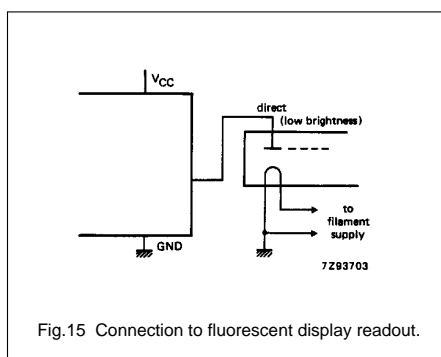 VCC
direct
(low brightness)
to
filament
supply
GND
7Z93703
Fig.15 Connection to fluorescent display readout.